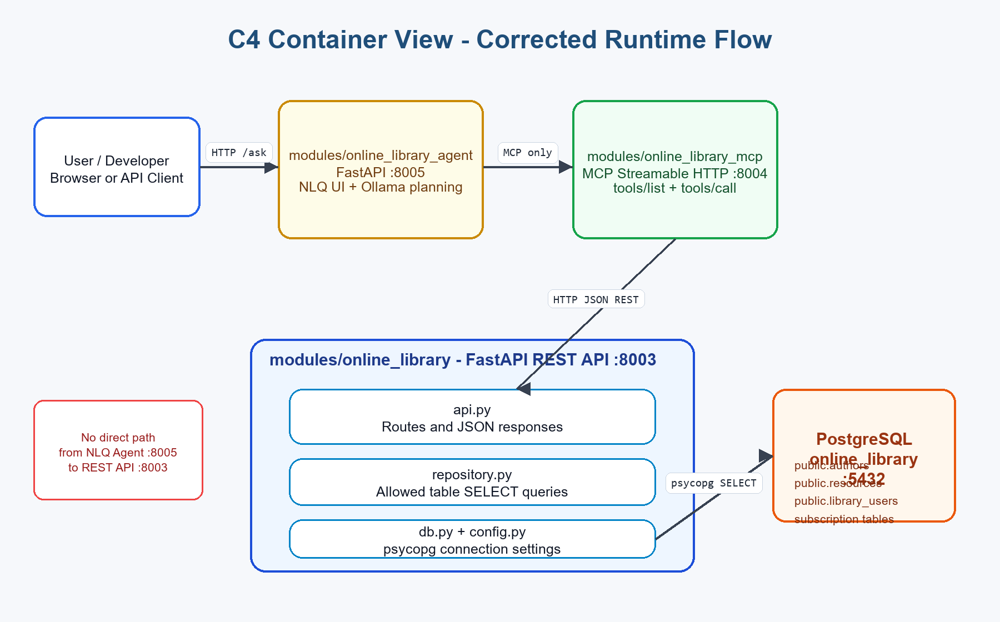 C4 Container View - Corrected Runtime Flow
User / Developer
Browser or API Client
HTTP /ask
modules/online_library_agent
FastAPI :8005
NLQ UI + Ollama planning
MCP only
modules/online_library_mcp
MCP Streamable HTTP :8004
tools/list + tools/call
HTTP JSON REST
modules/online_library - FastAPI REST API :8003
api.py
Routes and JSON responses
repository.py
Allowed table SELECT queries
db.py + config.py
psycopg connection settings
No direct path
from NLQ Agent :8005
to REST API :8003
psycopg SELECT
PostgreSQL
online_library
:5432
public.authors
public.resources
public.library_users
subscription tables